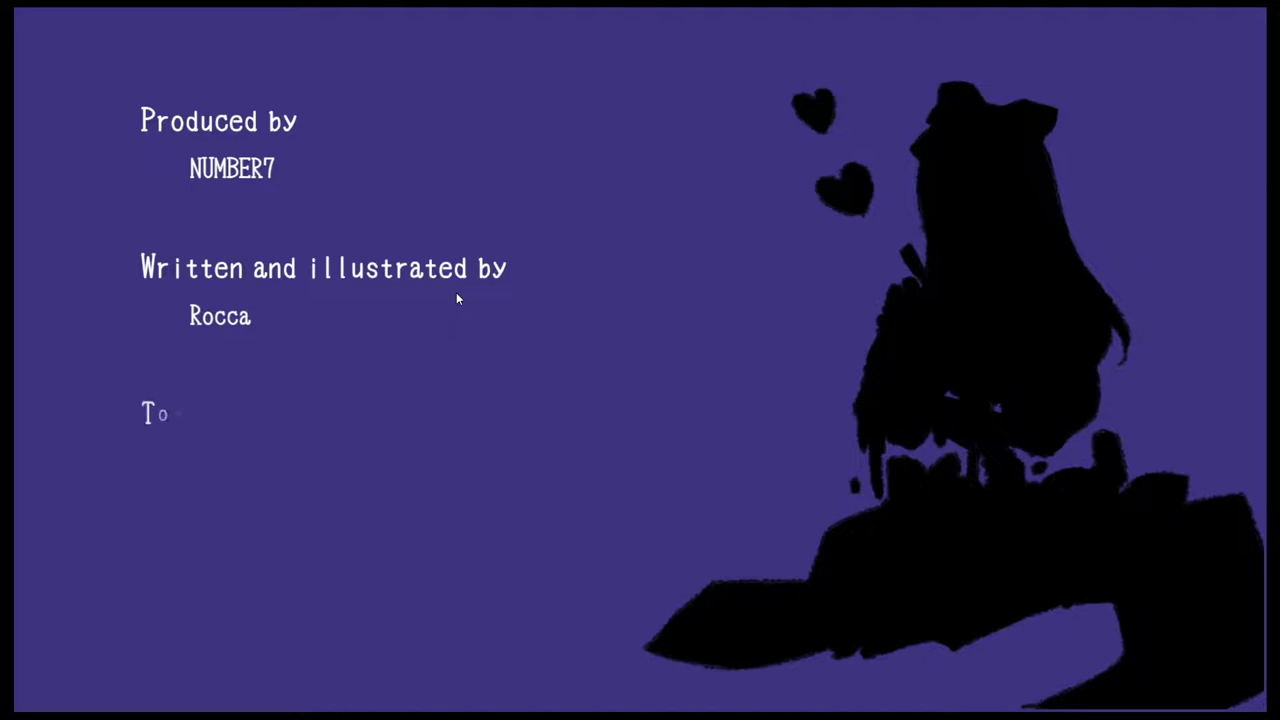 Produced by
NUMBER7
Written and illustrated by
Rocca
To